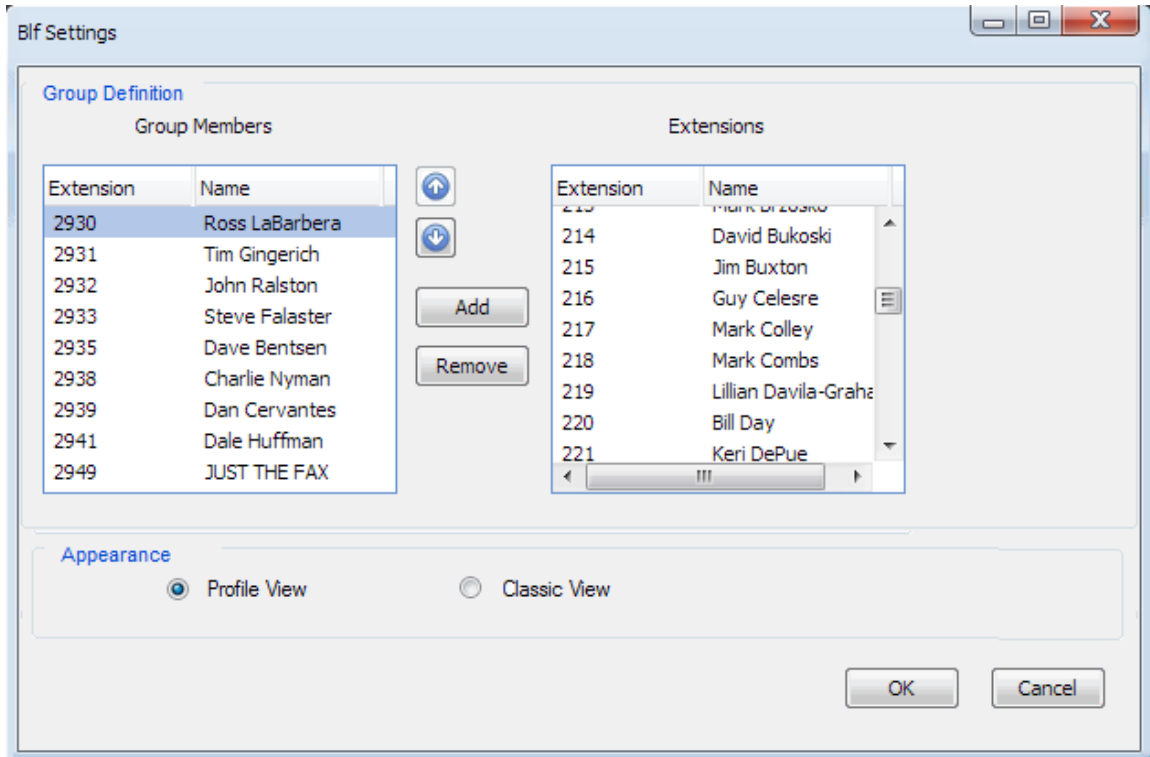 Blf Settings
Group Definition
Group Members
Extension Name
2930 Ross LaBarbera
2931 Tim Gingerich
2932 John Ralston
2933 Steve Falaster
2935 Dave Bentsen
2938 Charlie Nyman
2939 Dan Cervantes
2941 Dale Huffman
2949 JUST THE FAX
Add
Remove
Extensions
Extension Name
214 David Bukoski
215 Jim Buxton
216 Guy Celesre
217 Mark Colley
218 Mark Combs
219 Lillian Davila-Graha
220 Bill Day
221 Keri DePue
Appearance
Profile View Classic View
OK Cancel